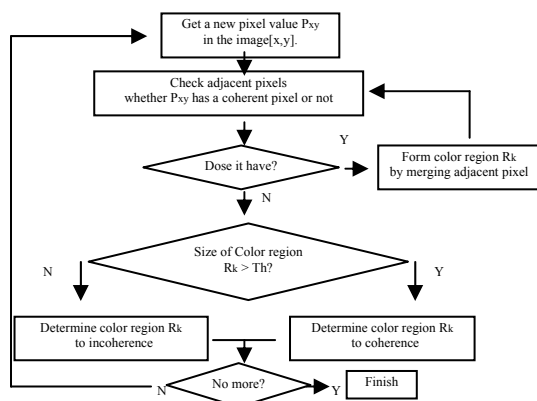 Get a new pixel value Pxy
in the image[x,y].
Check adjacent pixels
whether Pxy has a coherent pixel or not
Y
Dose it have?
Form color region Rk
by merging adjacent pixel
N
Size of Color region
Rk > Th?
N
Y
Determine color region Rk
to incoherence
Determine color region Rk
to coherence
N
No more?
Y
Finish